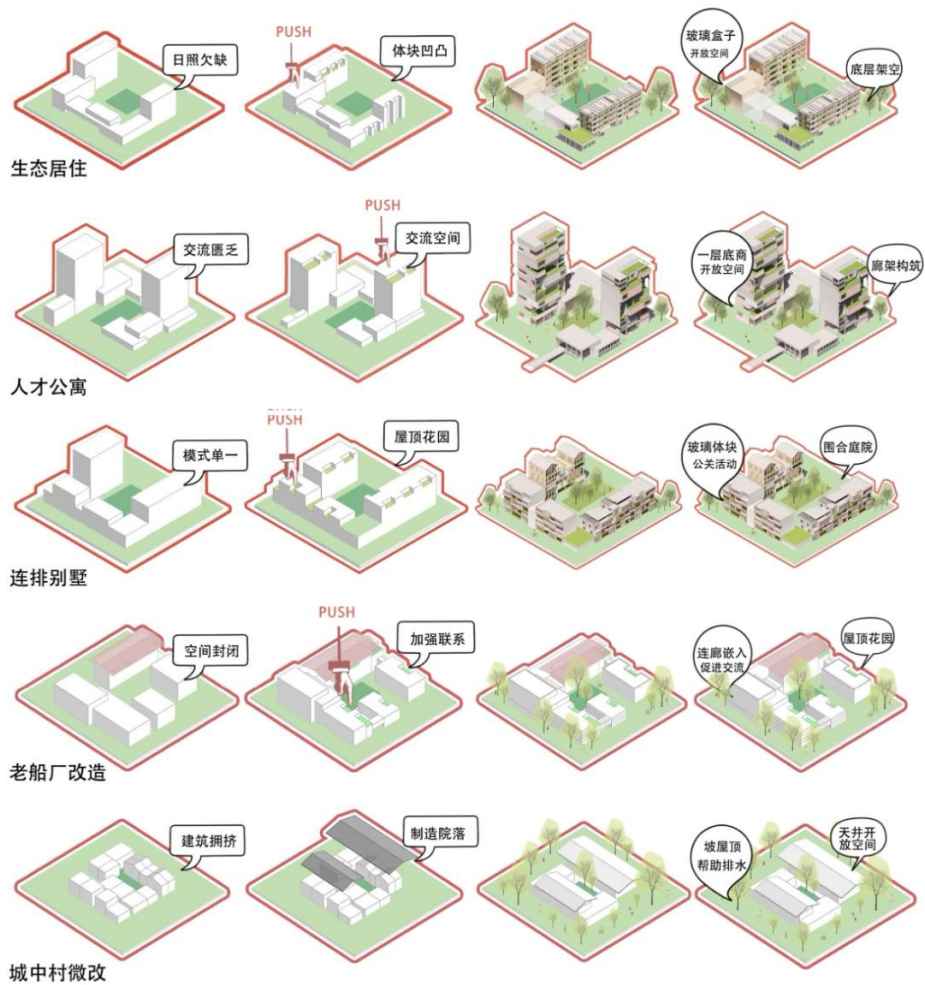 PUSH
日照欠缺
体块凹凸
玻璃盒子
开放空间
底层架空
生态居住
PUSH
交流匮乏
交流空间
一层底商
开放空间
廊架构筑
人才公寓
PUSH
模式单一
屋顶花园
玻璃体块
公关活动
围合庭院
连排别墅
PUSH
空间封闭
加强联系
连廊嵌入
促进交流
屋顶花园
老船厂改造
建筑拥挤
制造院落
坡屋顶
帮助排水
天井开
放空间
城中村微改